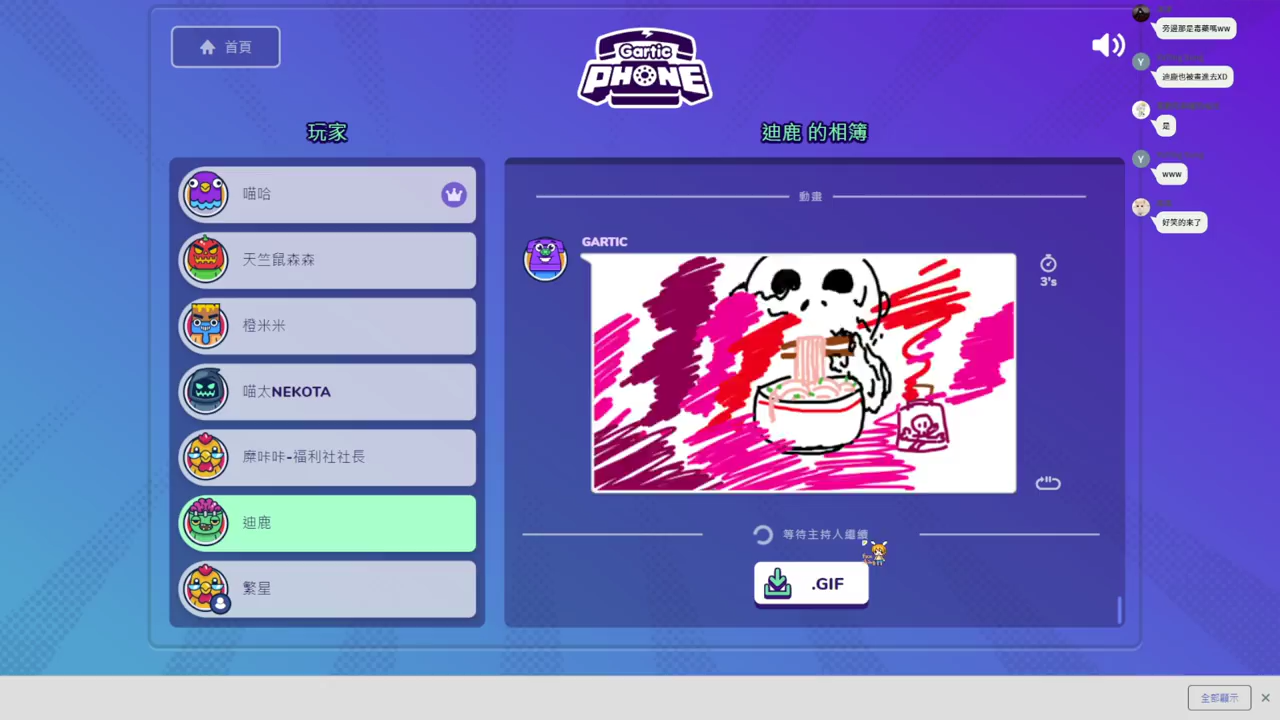 首頁
Gartic
PHONE
玩家
迪鹿 的相簿
喵哈
天竺鼠森森
橙米米
喵太NEKOTA
摩咔咔-福利社社長
迪鹿
繁星
動畫
GARTIC
3's
等待主持人繼續
.GIF
旁邊那是毒藥嗎ww
迪鹿也被畫進去XD
是
www
好笑的來了
Y
Y
全部顯示